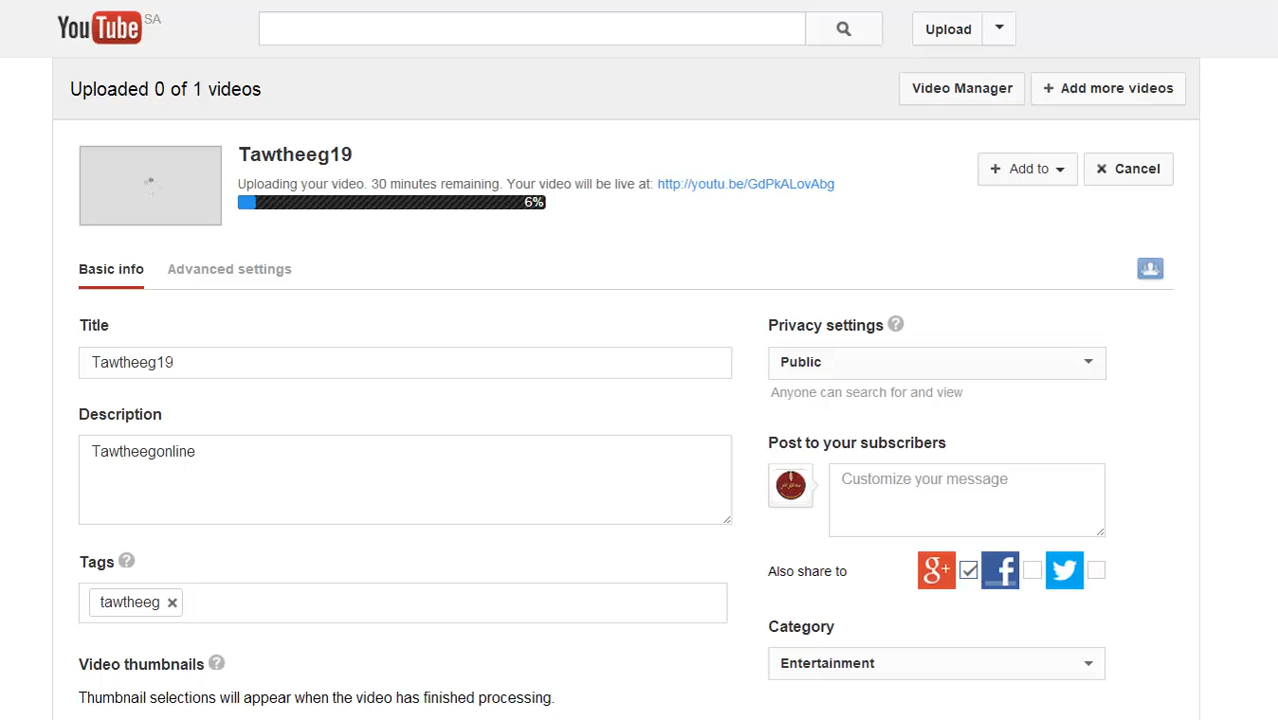 YouTube SA
Upload
Uploaded 0 of 1 videos
Video Manager
+ Add more videos
Tawtheeg19
Uploading your video. 30 minutes remaining. Your video will be live at: http://youtu.be/GdPkALovAbg
6%
+ Add to
× Cancel
Basic info
Advanced settings
Title
Tawtheeg19
Description
Tawtheegonline
Tags ?
tawtheeg ×
Video thumbnails ?
Thumbnail selections will appear when the video has finished processing.
Privacy settings ?
Public
Anyone can search for and view
Post to your subscribers
Customize your message
Also share to
g+
f
Category
Entertainment